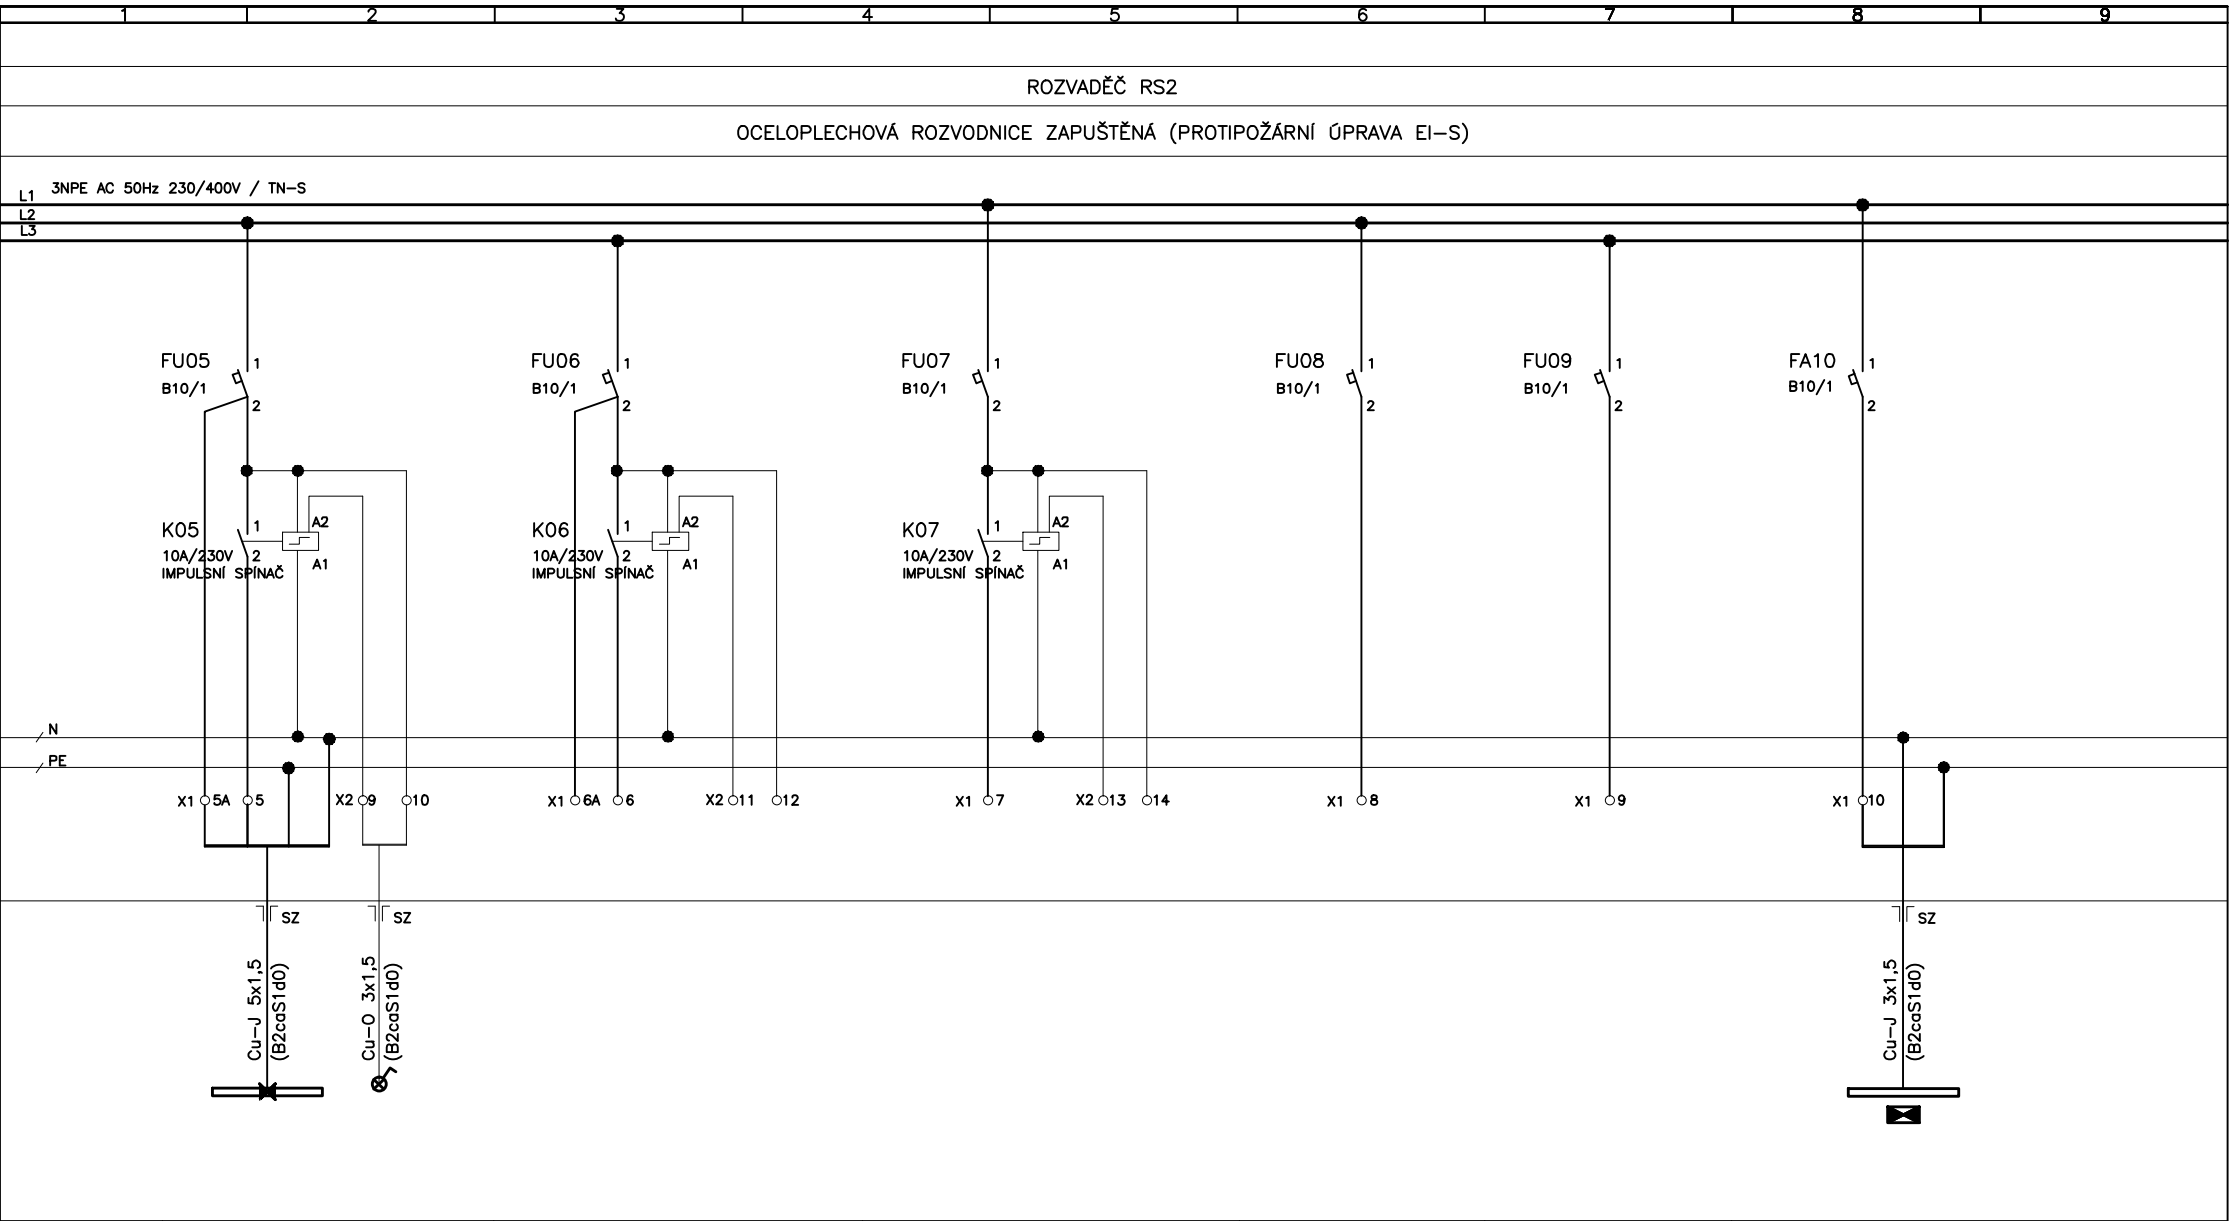 1 2 3 4 5 6 7 8 9
ROZVADĚČ RS2
OCELOPLECHOVÁ ROZVODNICE ZAPUŠTĚNÁ (PROTIPOŽÁRNÍ ÚPRAVA EI–S)
3NPE AC 50Hz 230/400V / TN–S
L1
L2
L3
FU05 1
B10/1
2
FU06 1
B10/1
2
FU07 1
B10/1
2
FU08 1
B10/1
2
FU09 1
B10/1
2
FA10 1
B10/1
2
K05 1 A2
10A/230V 2 A1
IMPULSNÍ SPÍNAČ
K06 1 A2
10A/230V 2 A1
IMPULSNÍ SPÍNAČ
K07 1 A2
10A/230V 2 A1
IMPULSNÍ SPÍNAČ
N
PE
X1 5A 5 X2 9 10 X1 6A 6 X2 11 12 X1 7 X2 13 14 X1 8 X1 9 X1 10
SZ SZ SZ
Cu–J 5x1,5
(B2caS1d0)
Cu–O 3x1,5
(B2caS1d0)
Cu–J 3x1,5
(B2caS1d0)